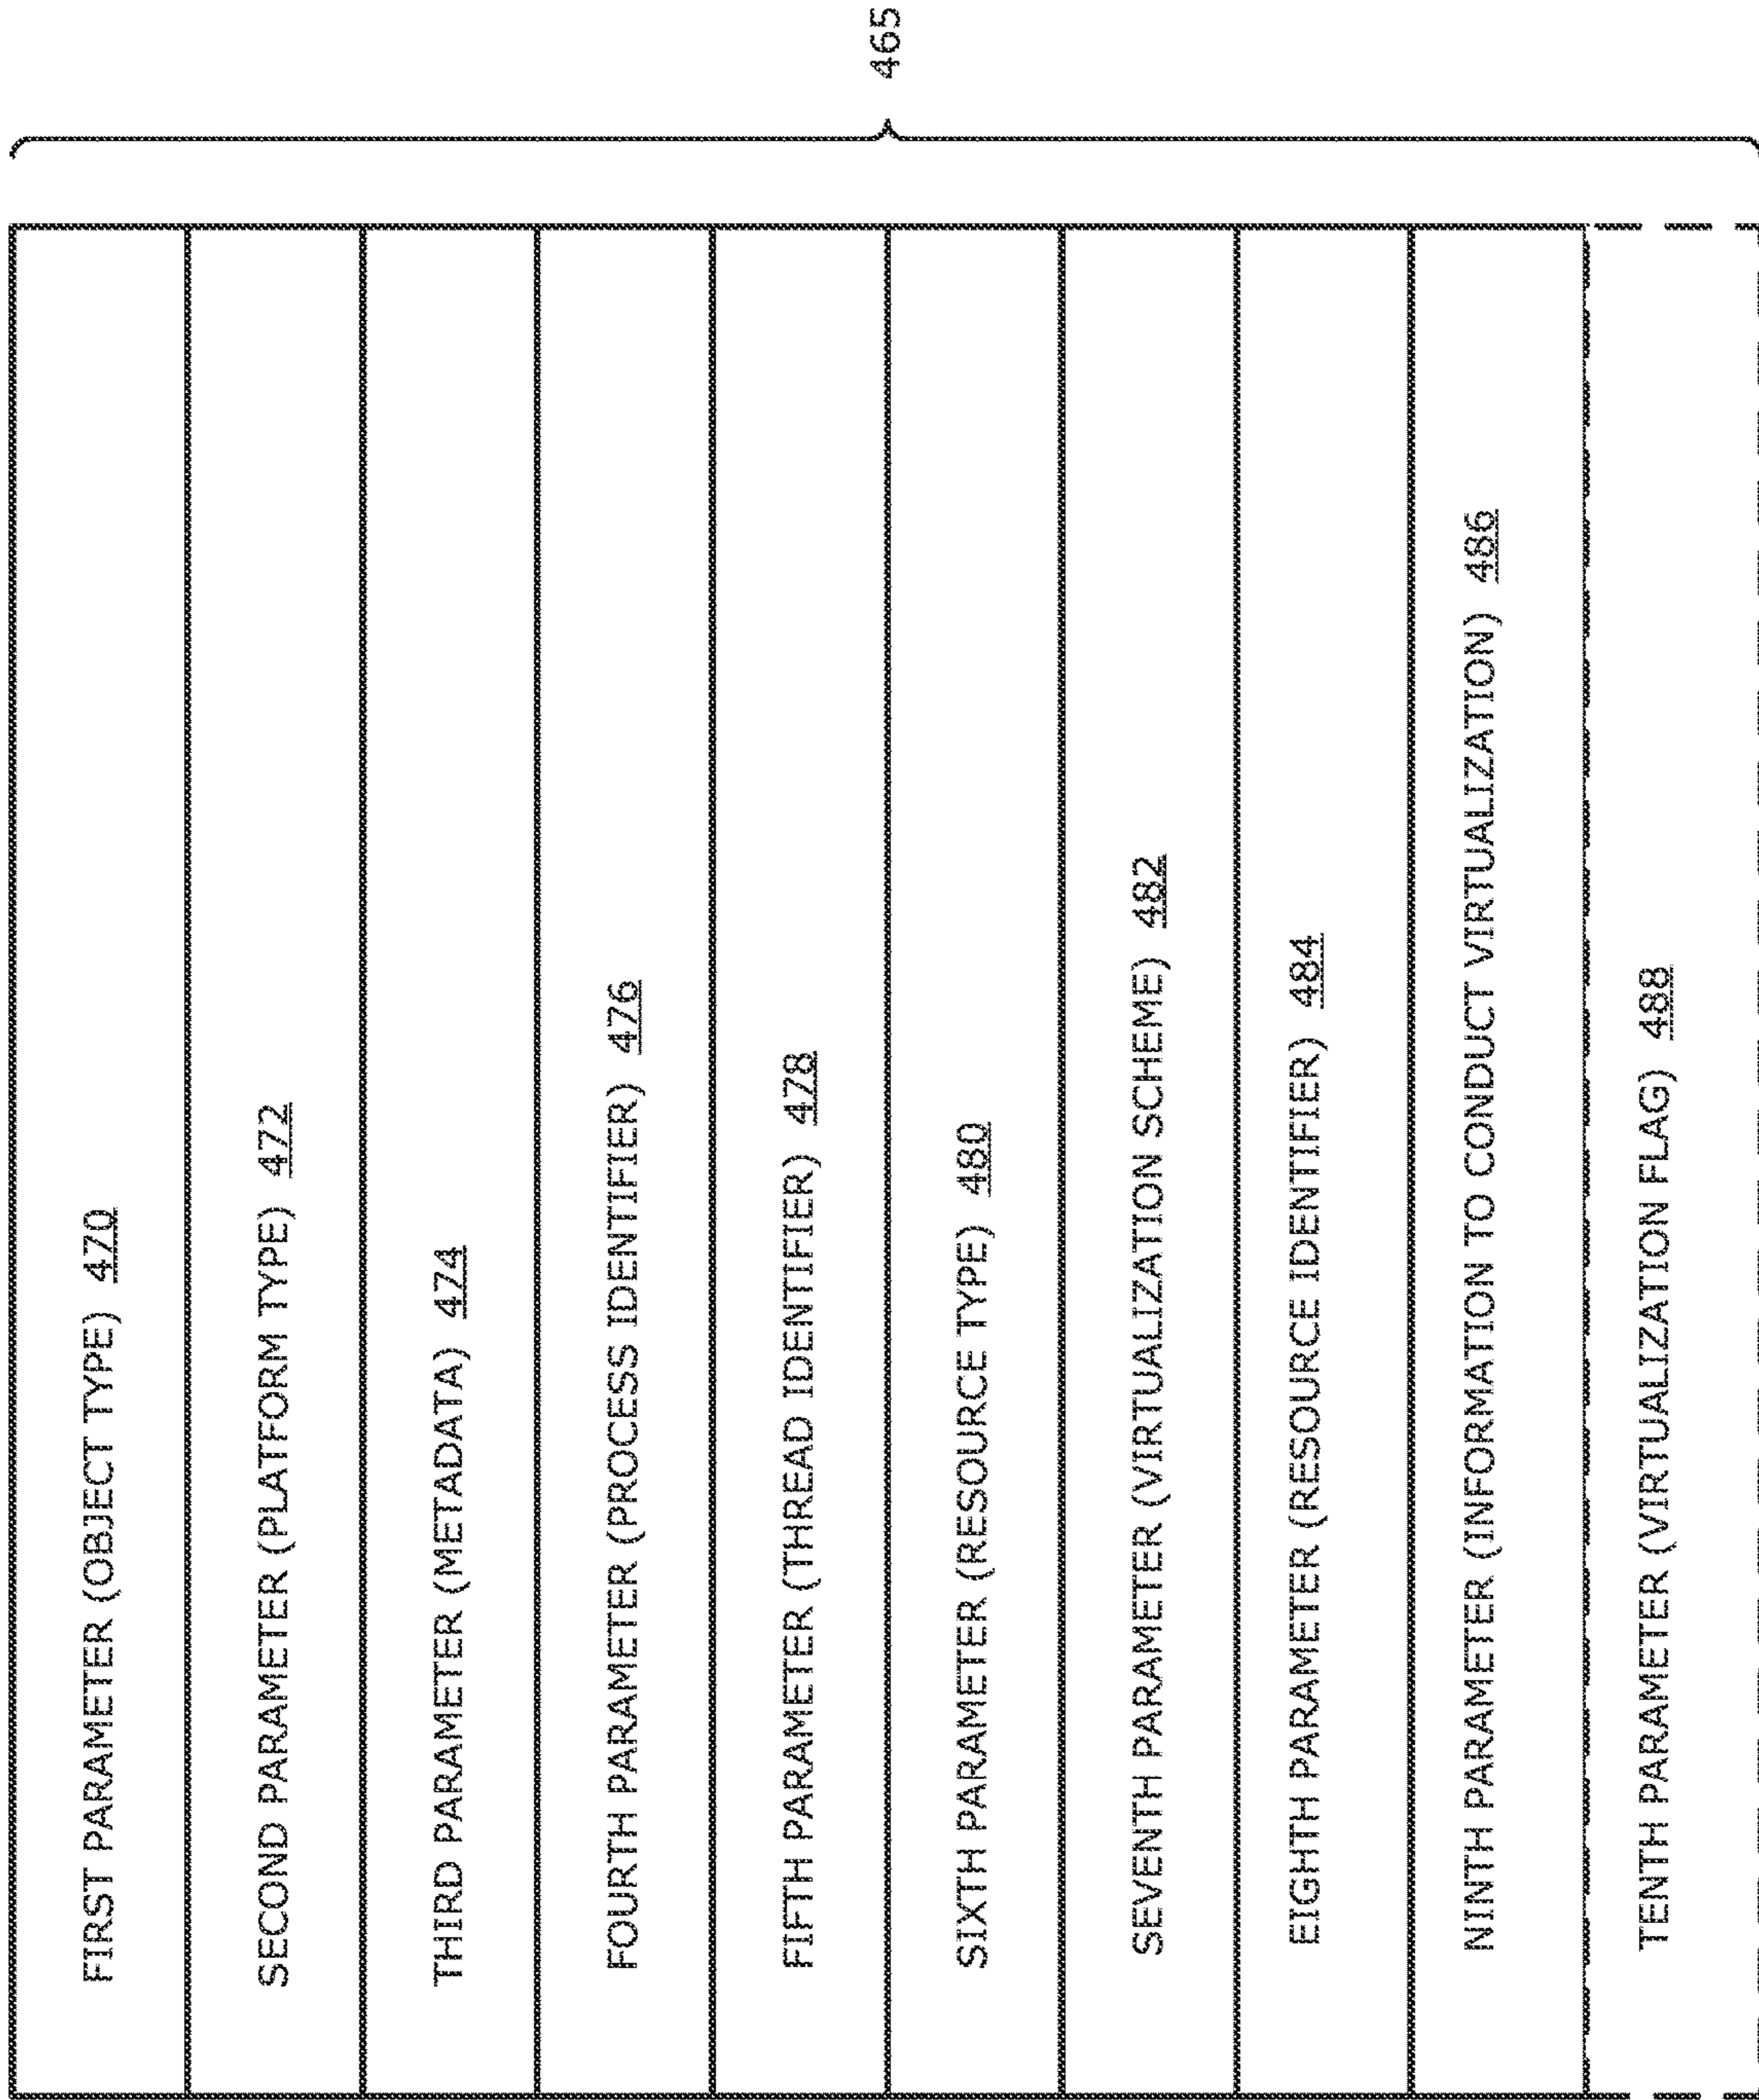 FIRST PARAMETER (OBJECT TYPE) 470
SECOND PARAMETER (PLATFORM TYPE) 472
THIRD PARAMETER (METADATA) 474
FOURTH PARAMETER (PROCESS IDENTIFIER) 476
FIFTH PARAMETER (THREAD IDENTIFIER) 478
SIXTH PARAMETER (RESOURCE TYPE) 480
SEVENTH PARAMETER (VIRTUALIZATION SCHEME) 482
EIGHTH PARAMETER (RESOURCE IDENTIFIER) 484
NINTH PARAMETER (INFORMATION TO CONDUCT VIRTUALIZATION) 486
TENTH PARAMETER (VIRTUALIZATION FLAG) 488
465